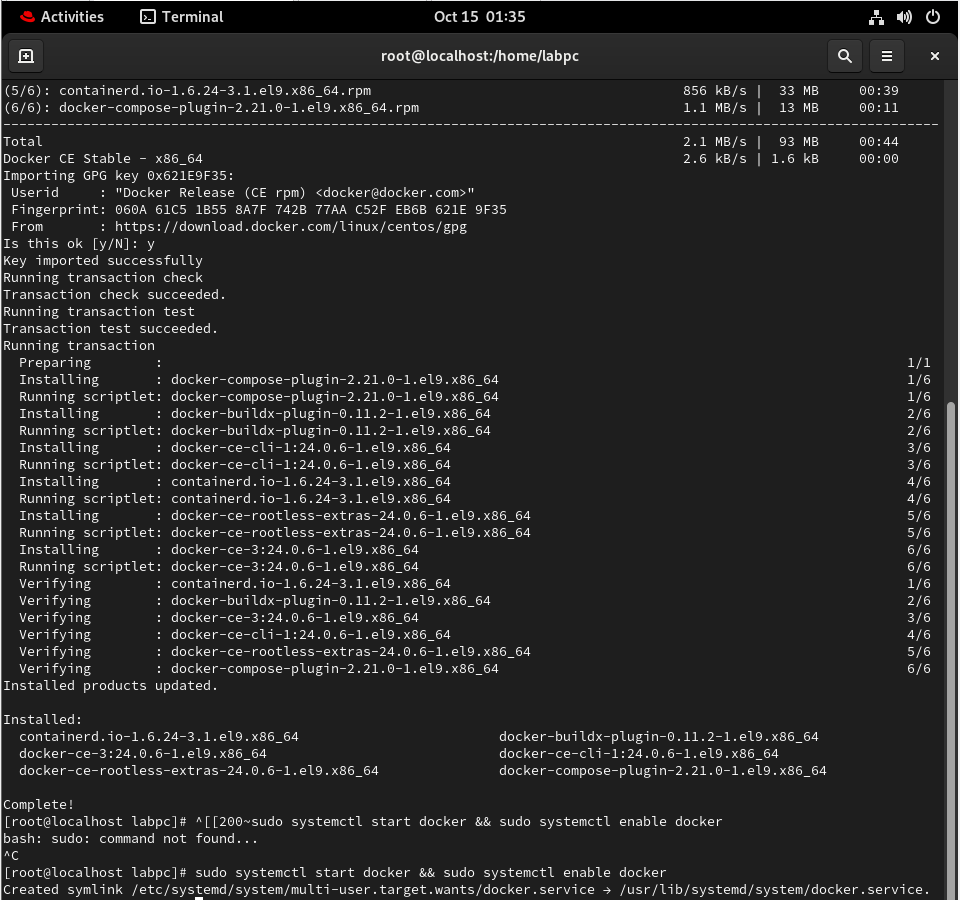 Activities Terminal Oct 15 01:35
root@localhost:/home/labpc
(5/6): containerd.io-1.6.24-3.1.el9.x86_64.rpm 856 kB/s | 33 MB 00:39
(6/6): docker-compose-plugin-2.21.0-1.el9.x86_64.rpm 1.1 MB/s | 13 MB 00:11
--------------------------------------------------------------------------------
Total 2.1 MB/s | 93 MB 00:44
Docker CE Stable - x86_64 2.6 kB/s | 1.6 kB 00:00
Importing GPG key 0x621E9F35:
 Userid     : "Docker Release (CE rpm) <docker@docker.com>"
 Fingerprint: 060A 61C5 1B55 8A7F 742B 77AA C52F EB6B 621E 9F35
 From       : https://download.docker.com/linux/centos/gpg
Is this ok [y/N]: y
Key imported successfully
Running transaction check
Transaction check succeeded.
Running transaction test
Transaction test succeeded.
Running transaction
  Preparing        : 1/1
  Installing       : docker-compose-plugin-2.21.0-1.el9.x86_64 1/6
  Running scriptlet: docker-compose-plugin-2.21.0-1.el9.x86_64 1/6
  Installing       : docker-buildx-plugin-0.11.2-1.el9.x86_64 2/6
  Running scriptlet: docker-buildx-plugin-0.11.2-1.el9.x86_64 2/6
  Installing       : docker-ce-cli-1:24.0.6-1.el9.x86_64 3/6
  Running scriptlet: docker-ce-cli-1:24.0.6-1.el9.x86_64 3/6
  Installing       : containerd.io-1.6.24-3.1.el9.x86_64 4/6
  Running scriptlet: containerd.io-1.6.24-3.1.el9.x86_64 4/6
  Installing       : docker-ce-rootless-extras-24.0.6-1.el9.x86_64 5/6
  Running scriptlet: docker-ce-rootless-extras-24.0.6-1.el9.x86_64 5/6
  Installing       : docker-ce-3:24.0.6-1.el9.x86_64 6/6
  Running scriptlet: docker-ce-3:24.0.6-1.el9.x86_64 6/6
  Verifying        : containerd.io-1.6.24-3.1.el9.x86_64 1/6
  Verifying        : docker-buildx-plugin-0.11.2-1.el9.x86_64 2/6
  Verifying        : docker-ce-3:24.0.6-1.el9.x86_64 3/6
  Verifying        : docker-ce-cli-1:24.0.6-1.el9.x86_64 4/6
  Verifying        : docker-ce-rootless-extras-24.0.6-1.el9.x86_64 5/6
  Verifying        : docker-compose-plugin-2.21.0-1.el9.x86_64 6/6
Installed products updated.

Installed:
  containerd.io-1.6.24-3.1.el9.x86_64 docker-buildx-plugin-0.11.2-1.el9.x86_64
  docker-ce-3:24.0.6-1.el9.x86_64 docker-ce-cli-1:24.0.6-1.el9.x86_64
  docker-ce-rootless-extras-24.0.6-1.el9.x86_64 docker-compose-plugin-2.21.0-1.el9.x86_64

Complete!
[root@localhost labpc]# ^[[200~sudo systemctl start docker && sudo systemctl enable docker
bash: sudo: command not found...
^C
[root@localhost labpc]# sudo systemctl start docker && sudo systemctl enable docker
Created symlink /etc/systemd/system/multi-user.target.wants/docker.service → /usr/lib/systemd/system/docker.service.